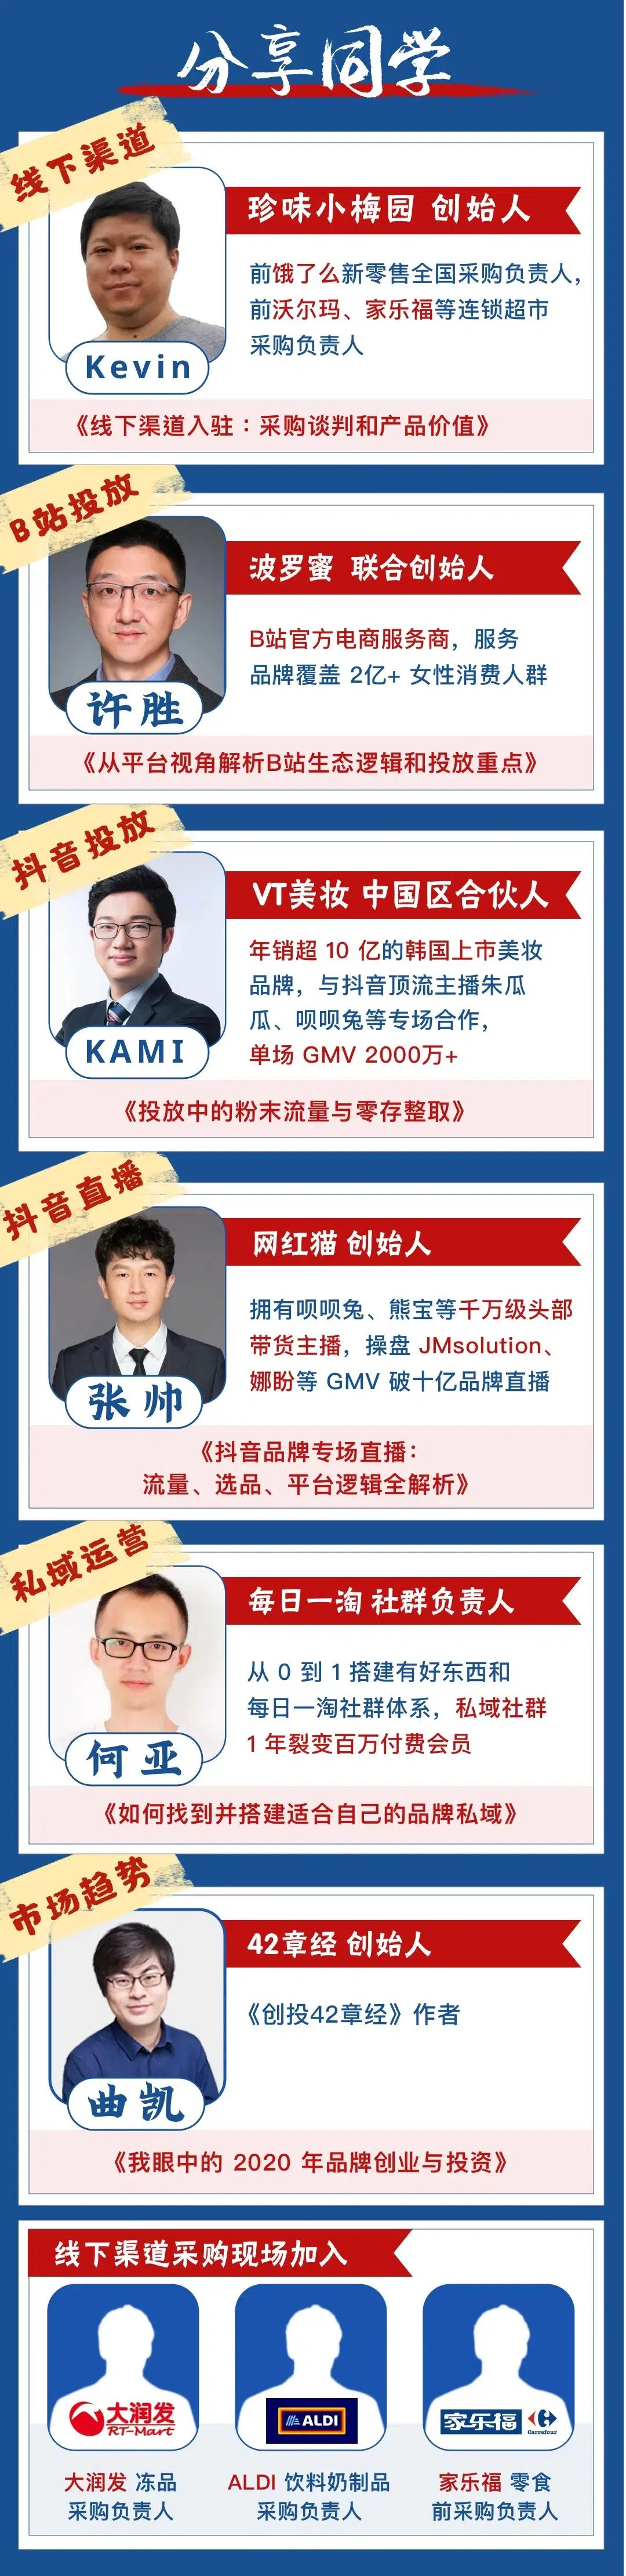 分享同学
线下渠道
珍味小梅园 创始人
前饿了么新零售全国采购负责人,
前沃尔玛、家乐福等连锁超市
采购负责人
Kevin
《线下渠道入驻：采购谈判和产品价值》
B站投放
波罗蜜 联合创始人
B站官方电商服务商，服务
品牌覆盖 2亿+ 女性消费人群
许胜
《从平台视角解析B站生态逻辑和投放重点》
抖音投放
VT美妆 中国区合伙人
年销超 10 亿的韩国上市美妆
品牌，与抖音顶流主播朱瓜
瓜、呗呗兔等专场合作，
单场 GMV 2000万+
KAMI
《投放中的粉末流量与零存整取》
抖音直播
网红猫 创始人
拥有呗呗兔、熊宝等千万级头部
带货主播，操盘 JMsolution、
娜盼等 GMV 破十亿品牌直播
张帅
《抖音品牌专场直播：
流量、选品、平台逻辑全解析》
私域运营
每日一淘 社群负责人
从 0 到 1 搭建有好东西和
每日一淘社群体系，私域社群
1 年裂变百万付费会员
何亚
《如何找到并搭建适合自己的品牌私域》
市场趋势
42章经 创始人
《创投42章经》作者
曲凯
《我眼中的 2020 年品牌创业与投资》
线下渠道采购现场加入
大润发
RT-Mart
ALDI
家乐福
Carrefour
大润发 冻品
采购负责人
ALDI 饮料奶制品
采购负责人
家乐福 零食
前采购负责人